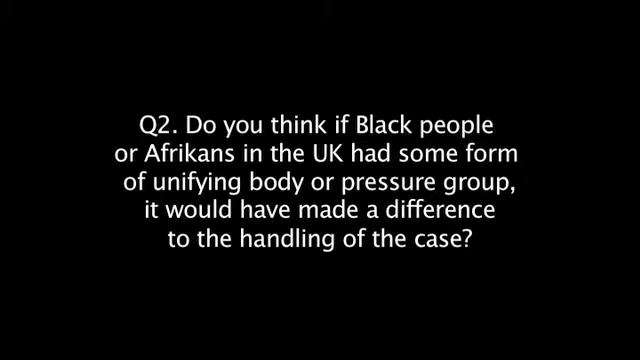 Q2. Do you think if Black people
or Afrikans in the UK had some form
of unifying body or pressure group,
it would have made a difference
to the handling of the case?